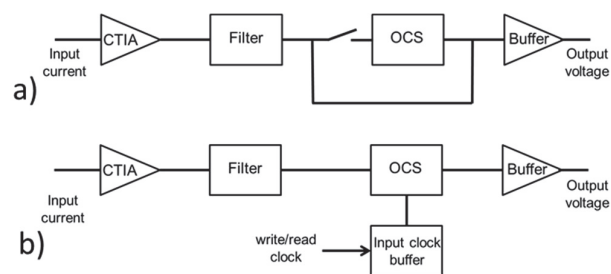 CTIA
Filter
OCS
Buffer
Input
current
Output
voltage
a)
CTIA
Filter
OCS
Buffer
Input
current
Output
voltage
b)
write/read
clock
Input clock
buffer